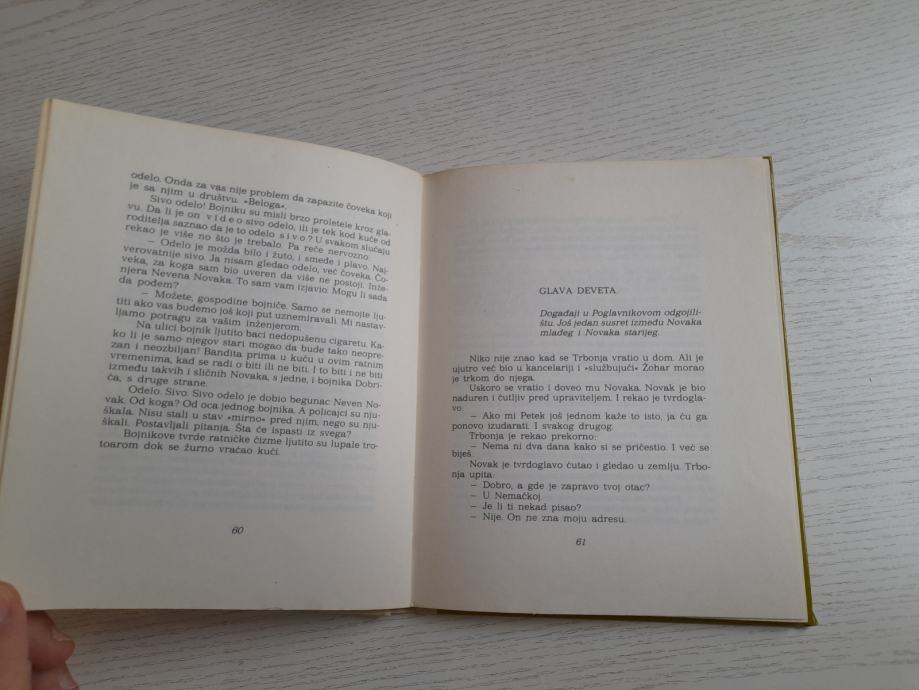 odelo. Onda za vas nije problem da zapazite čoveka koji
je sa njim u društvu. »Beloga«.
Sivo odelo! Bojniku su misli brzo proletele kroz gla-
vu. Da li je on v i d e o sivo odelo, ili je tek kod kuće od
roditelja saznao da je to odelo s i v o ? U svakom slučaju
rekao je više no što je trebalo. Pa reče nervozno:
— Odelo je možda bilo i žuto, i smeđe i plavo. Naj-
verovatnije sivo. Ja nisam gledao odelo, već čoveka. Čo-
veka, za koga sam bio uveren da više ne postoji. Inže-
njera Nevena Novaka. To sam vam izjavio. Mogu li sada
da pođem?
— Možete, gospodine bojniče. Samo se nemojte lju-
titi ako vas budemo još koji put uznemiravali. Mi nastav-
ljamo potragu za vašim inženjerom.
Na ulici bojnik ljutito baci nedopušenu cigaretu. Ka-
ko li je samo njegov stari mogao da bude tako neopre-
zan i neozbiljan! Bandita prima u kuću u ovim ratnim
vremenima, kad se radi o biti ili ne biti. I to biti i ne biti
između takvih i sličnih Novaka, s jedne, i bojnika Dobri-
ća, s druge strane.
Odelo. Sivo. Sivo odelo je dobio begunac Neven No-
vak. Od koga? Od oca jednog bojnika. A policajci su nju-
škala. Nisu stali u stav »mirno« pred njim, nego su nju-
škali. Postavljali pitanja. Šta će ispasti iz svega?
Bojnikove tvrde ratničke čizme ljutito su lupale tro-
toarom dok se žurno vraćao kući.
60
GLAVA DEVETA
Događaji u Poglavnikovom odgojili-
štu. Još jedan susret između Novaka
mlađeg i Novaka starijeg.
Niko nije znao kad se Trbonja vratio u dom. Ali je
ujutro već bio u kancelariji i »službujući« Žohar morao
je trkom do njega.
Uskoro se vratio i doveo mu Novaka. Novak je bio
naduren i ćutljiv pred upraviteljem. I rekao je tvrdogla-
vo:
— Ako mi Petek još jednom kaže to isto, ja ću ga
ponovo izudarati. I svakog drugog.
Trbonja je rekao prekorno:
— Nema ni dva dana kako si se pričestio. I već se
biješ.
Novak je tvrdoglavo ćutao i gledao u zemlju. Trbo-
nja upita:
— Dobro, a gde je zapravo tvoj otac?
— U Nemačkoj.
— Je li ti nekad pisao?
— Nije. On ne zna moju adresu.
61